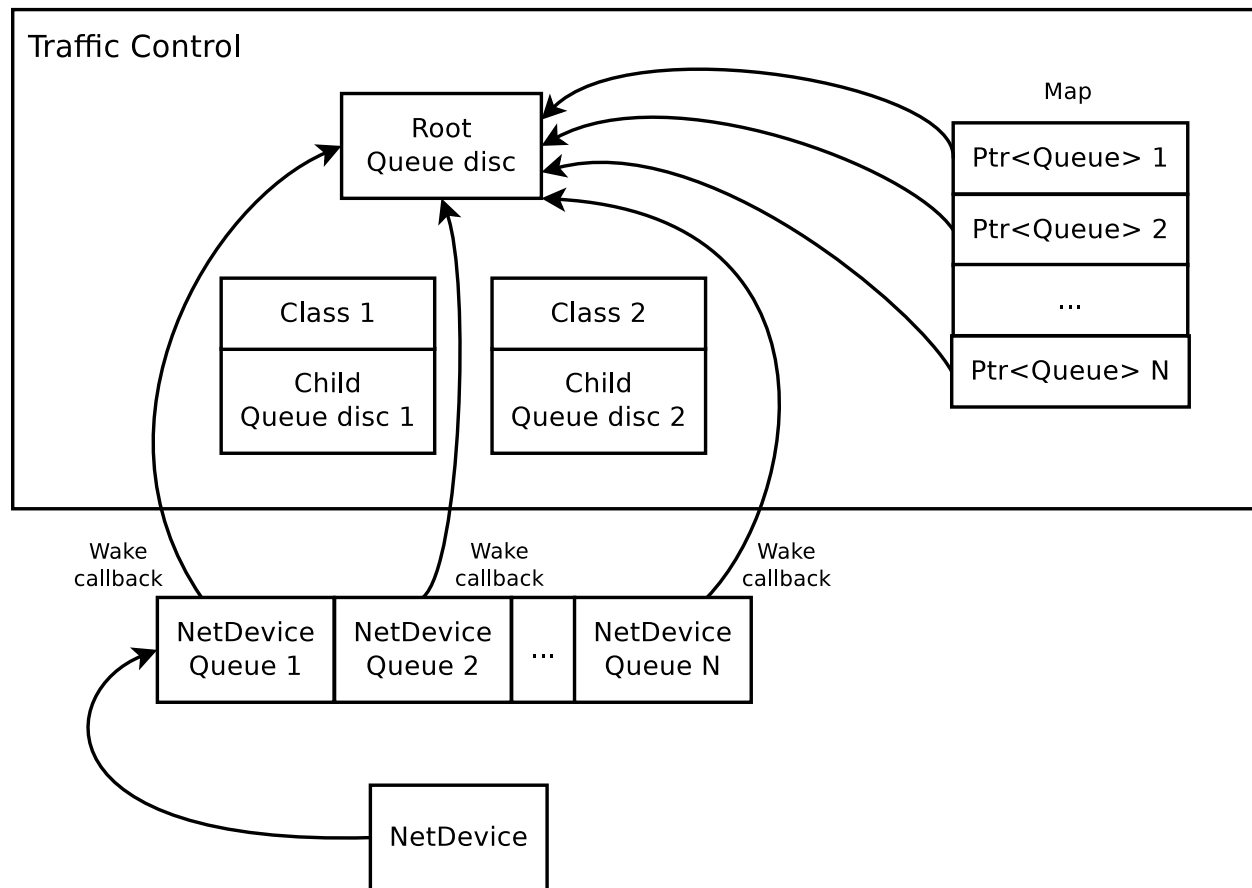 Traffic Control
Root
Queue disc
Map
Ptr<Queue> 1
Ptr<Queue> 2
...
Ptr<Queue> N
Class 1
Child
Queue disc 1
Class 2
Child
Queue disc 2
Wake
callback
Wake
callback
Wake
callback
NetDevice
Queue 1
NetDevice
Queue 2
...
NetDevice
Queue N
NetDevice